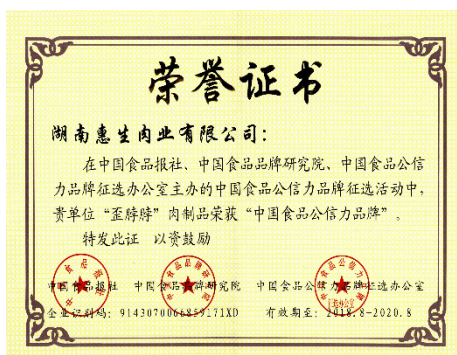 荣誉证书
湖南惠生肉业有限公司：
在中国食品报社、中国食品品牌研究院、中国食品公信
力品牌征选办公室主办的中国食品公信力品牌征选活动中，
贵单位“歪膵膵”肉制品荣获“中国食品公信力品牌”。
特发此证 以资鼓励
中国食品报社 中国食品品牌研究院 中国食品公信力品牌征选办公室
企业识别码：9143070066859171XD 有效期至：2018.8-2020.8